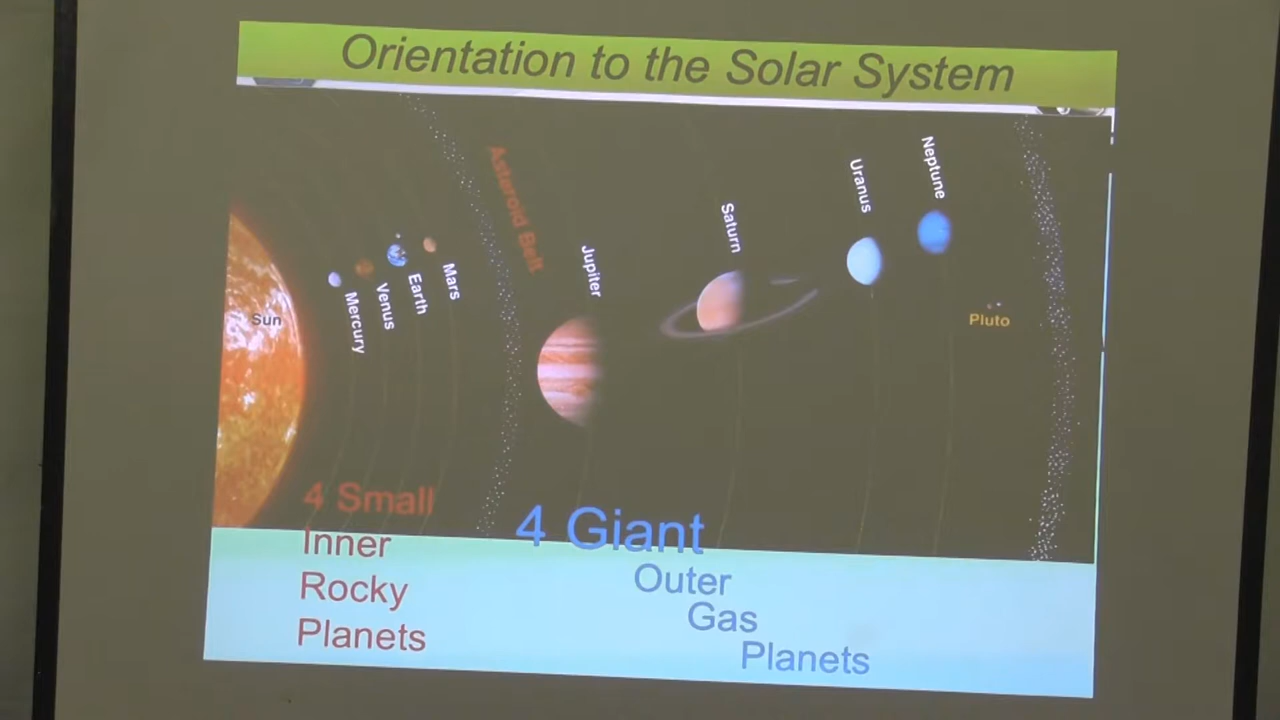 Orientation to the Solar System
Sun
Mercury
Venus
Earth
Mars
Asteroid Belt
Jupiter
Saturn
Uranus
Neptune
Pluto
4 Small
Inner
Rocky
Planets
4 Giant
Outer
Gas
Planets